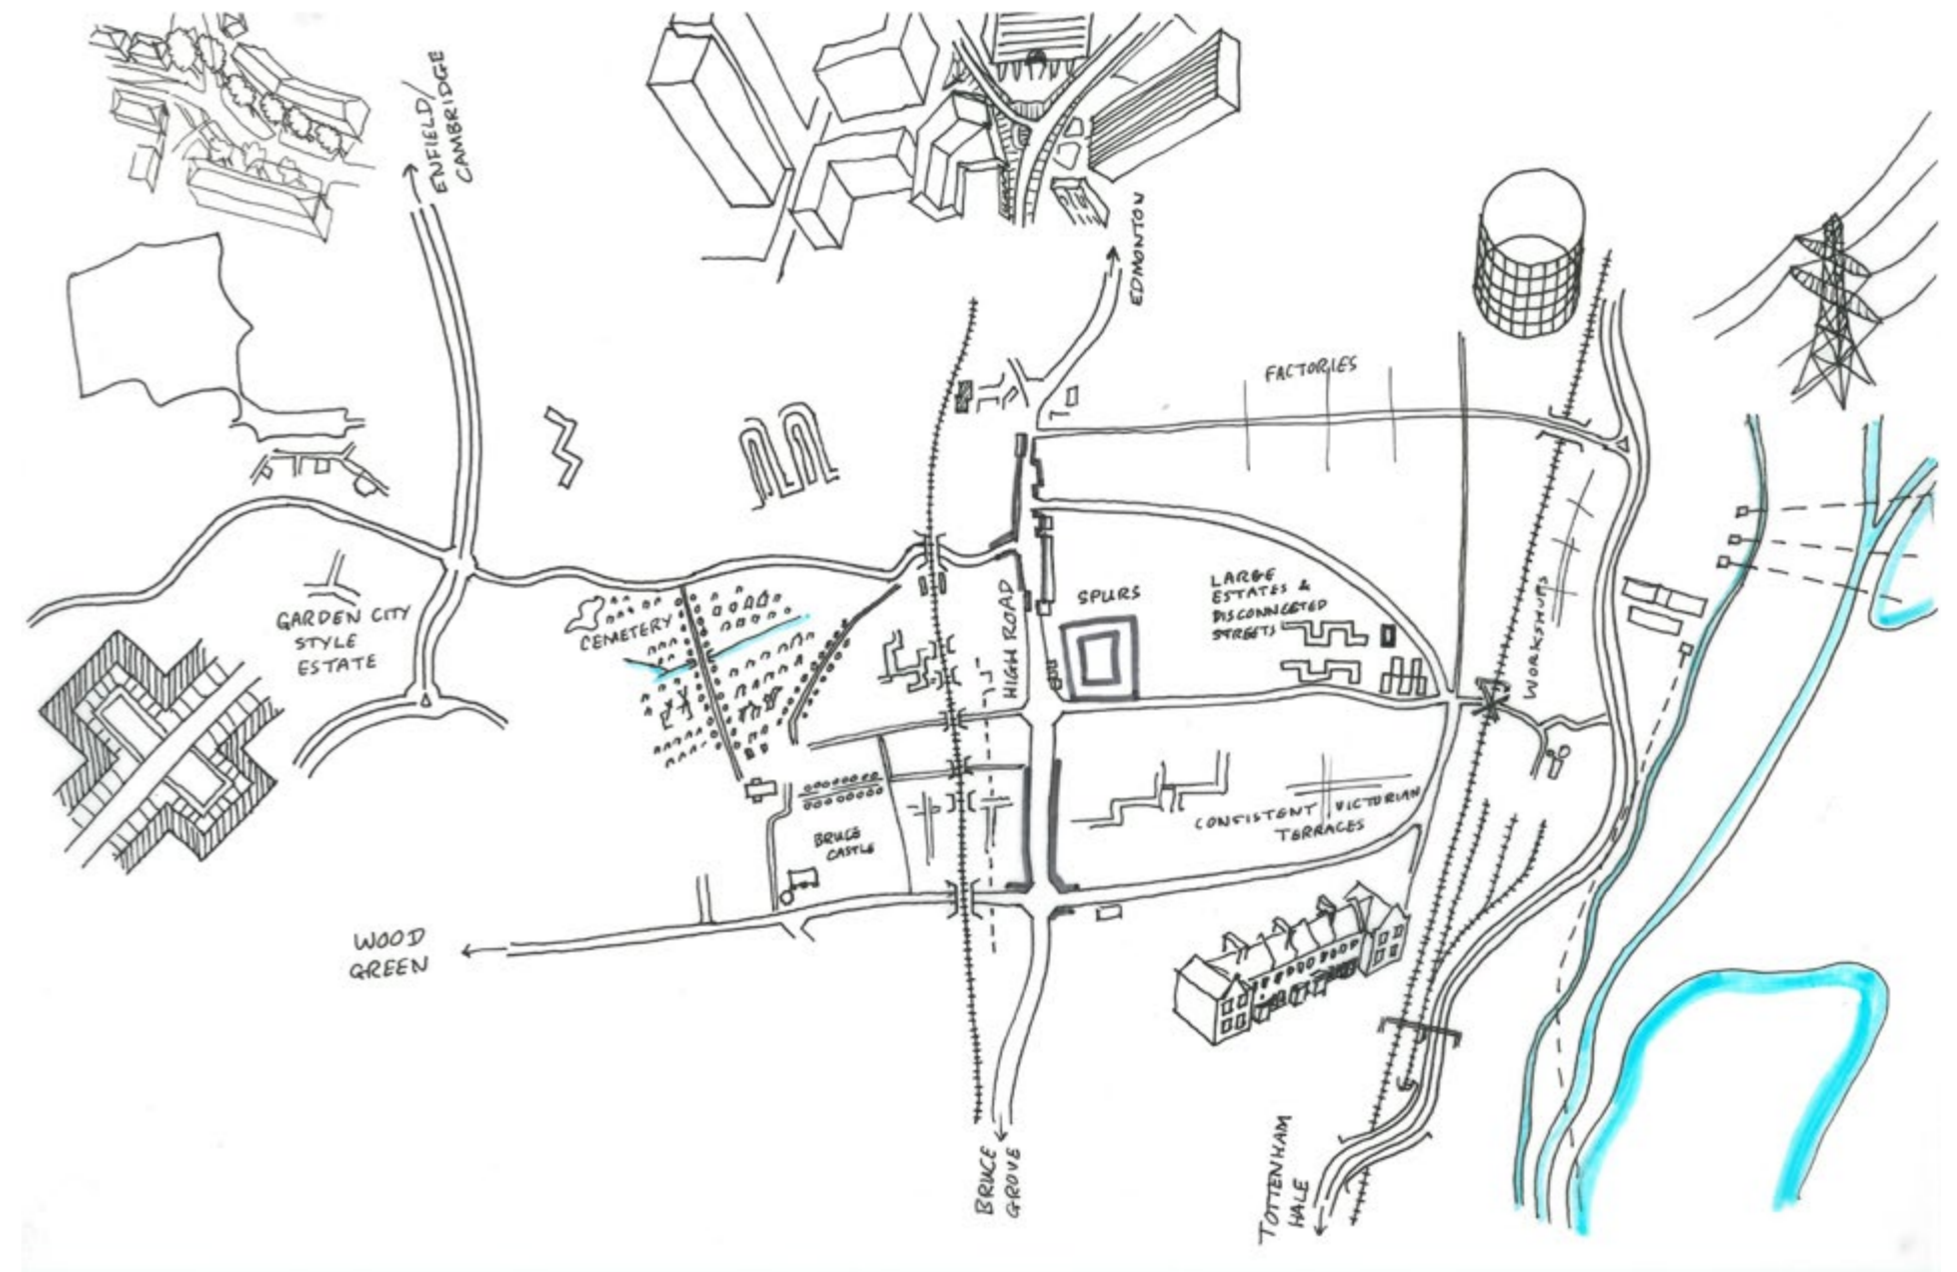 ENFIELD/
CAMBRIDGE
EDMONTON
FACTORIES
GARDEN CITY
STYLE
ESTATE
CEMETERY
HIGH ROAD
SPURS
LARGE
ESTATES &
DISCONNCETED
STREETS
WORKSHOPS
BRUCE
CASTLE
CONSISTENT VICTORIAN
TERRACES
WOOD
GREEN
BRUCE
GROVE
TOTTENHAM
HALE